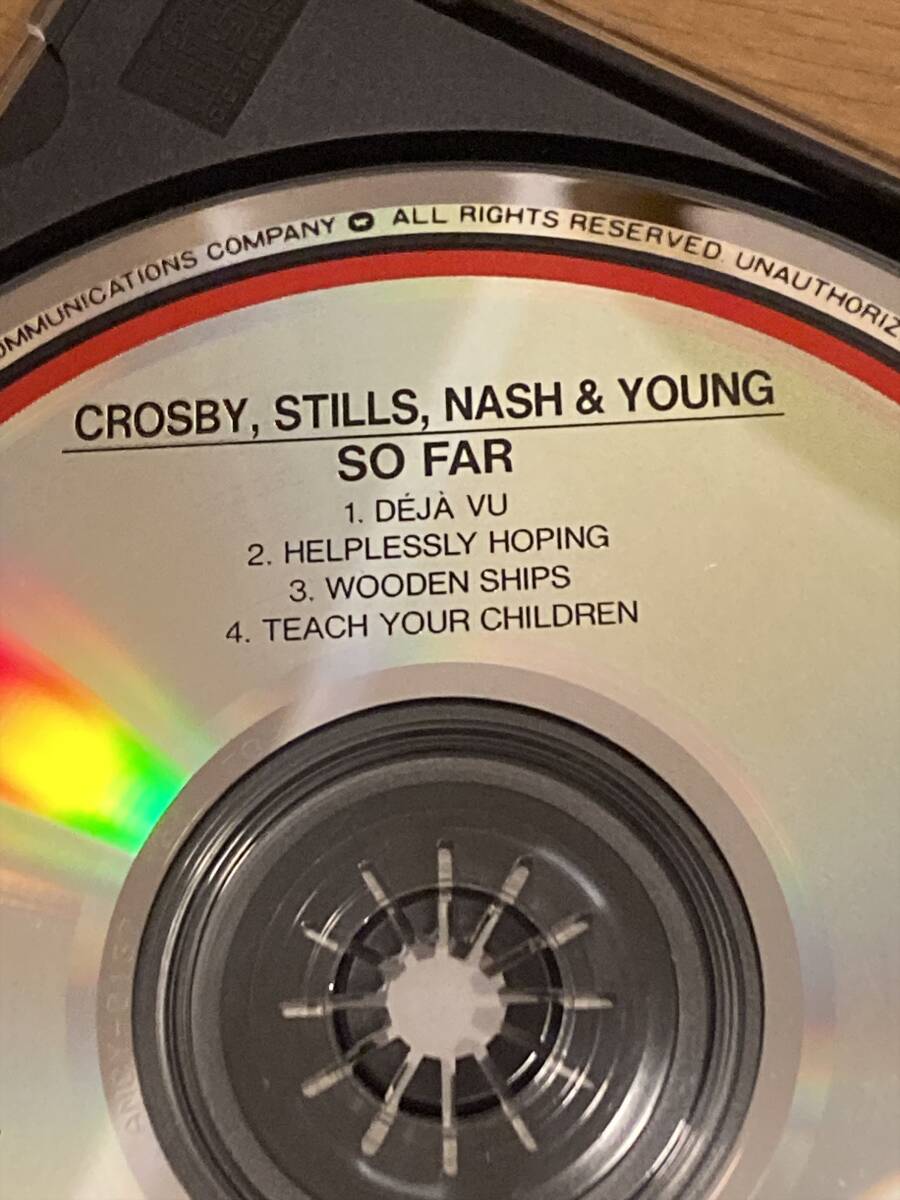 OMMUNICATIONS COMPANY ALL RIGHTS RESERVED. UNAUTHORIZ
CROSBY, STILLS, NASH & YOUNG
SO FAR
1. DÉJÀ VU
2. HELPLESSLY HOPING
3. WOODEN SHIPS
4. TEACH YOUR CHILDREN